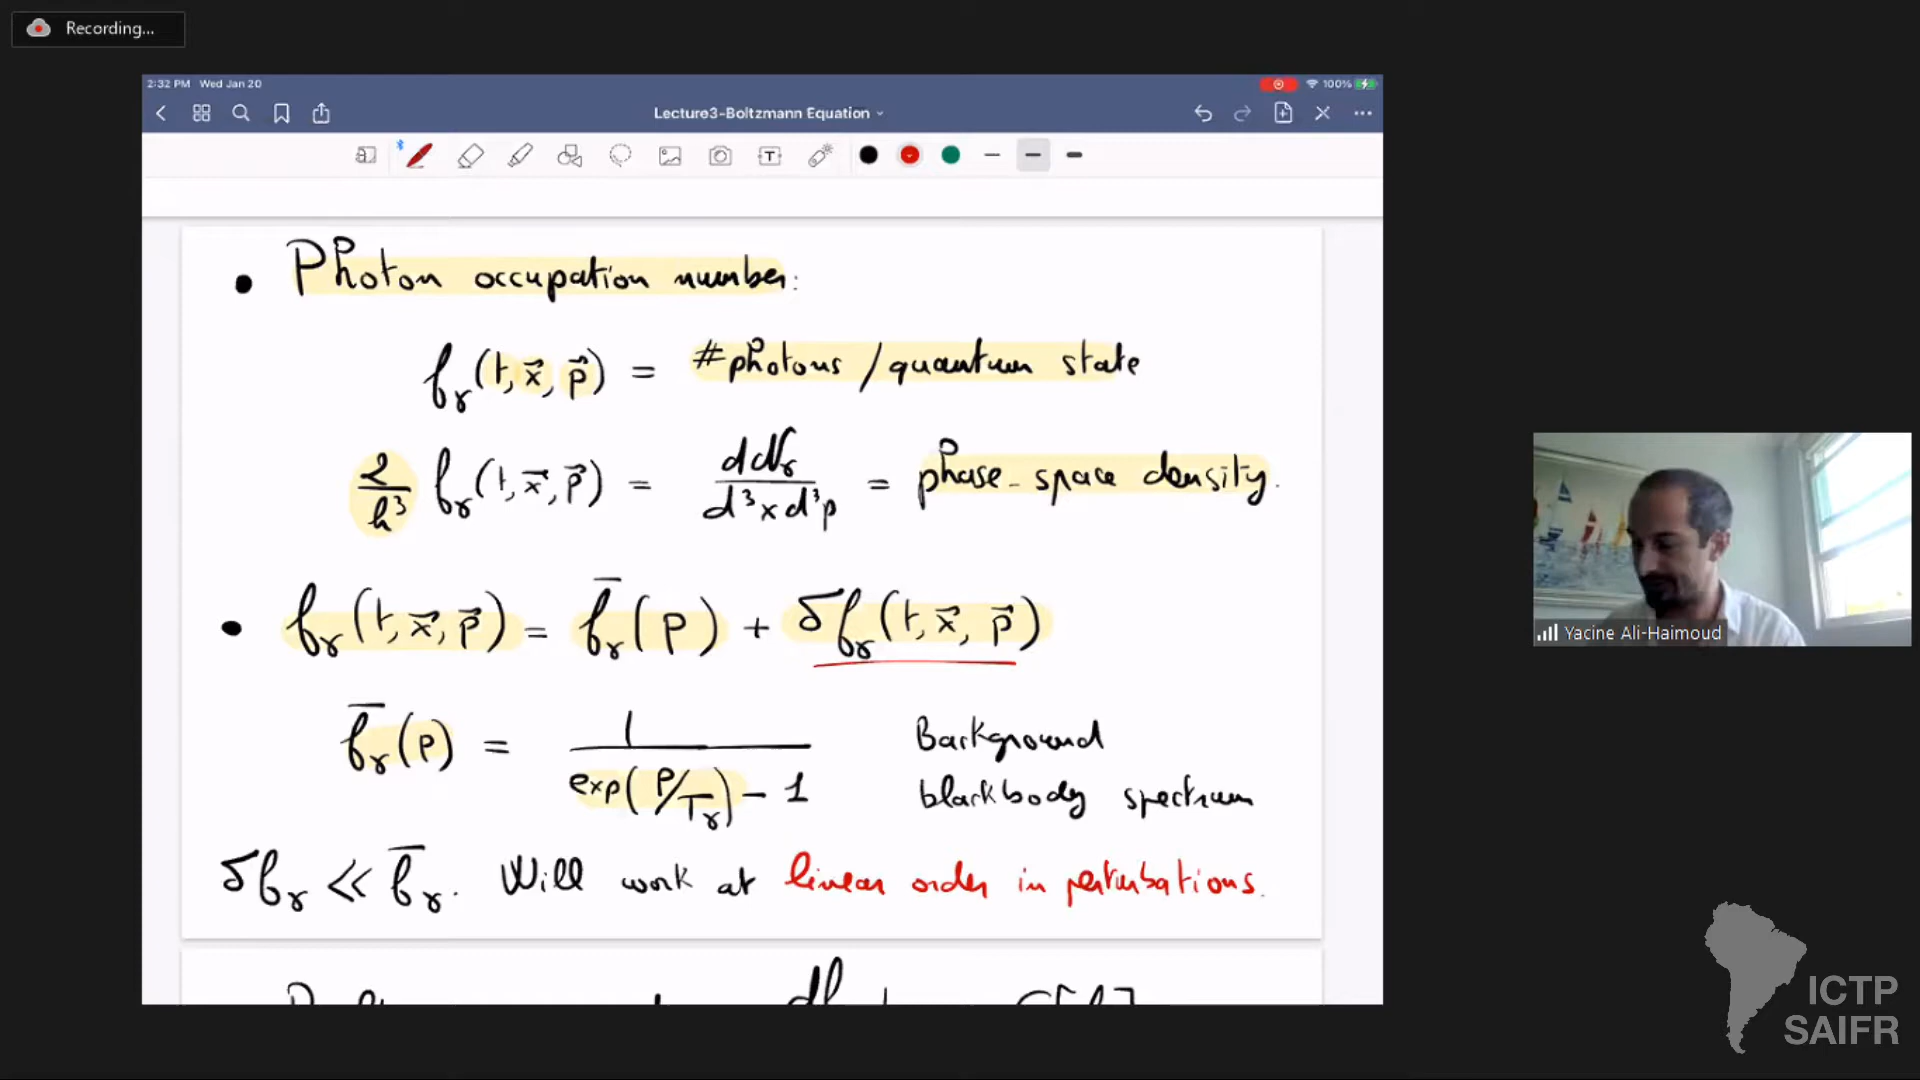 Recording...
2:32 PM Wed Jan 20
100%
Lecture3-Boltzmann Equation
• Photon occupation number:
fγ(t, x⃗, p⃗) = #photons / quantum state
2/h³ fγ(t, x⃗, p⃗) = d𝒩γ/d³x d³p = phase-space density.
• fγ(t, x⃗, p⃗) = f̄γ(p) + δfγ(t, x⃗, p⃗)
f̄γ(p) = 1/exp(p/Tγ) - 1 Background
blackbody spectrum
δfγ << f̄γ. Will work at linear order in perturbations.
Yacine Ali-Haimoud
ICTP
SAIFR